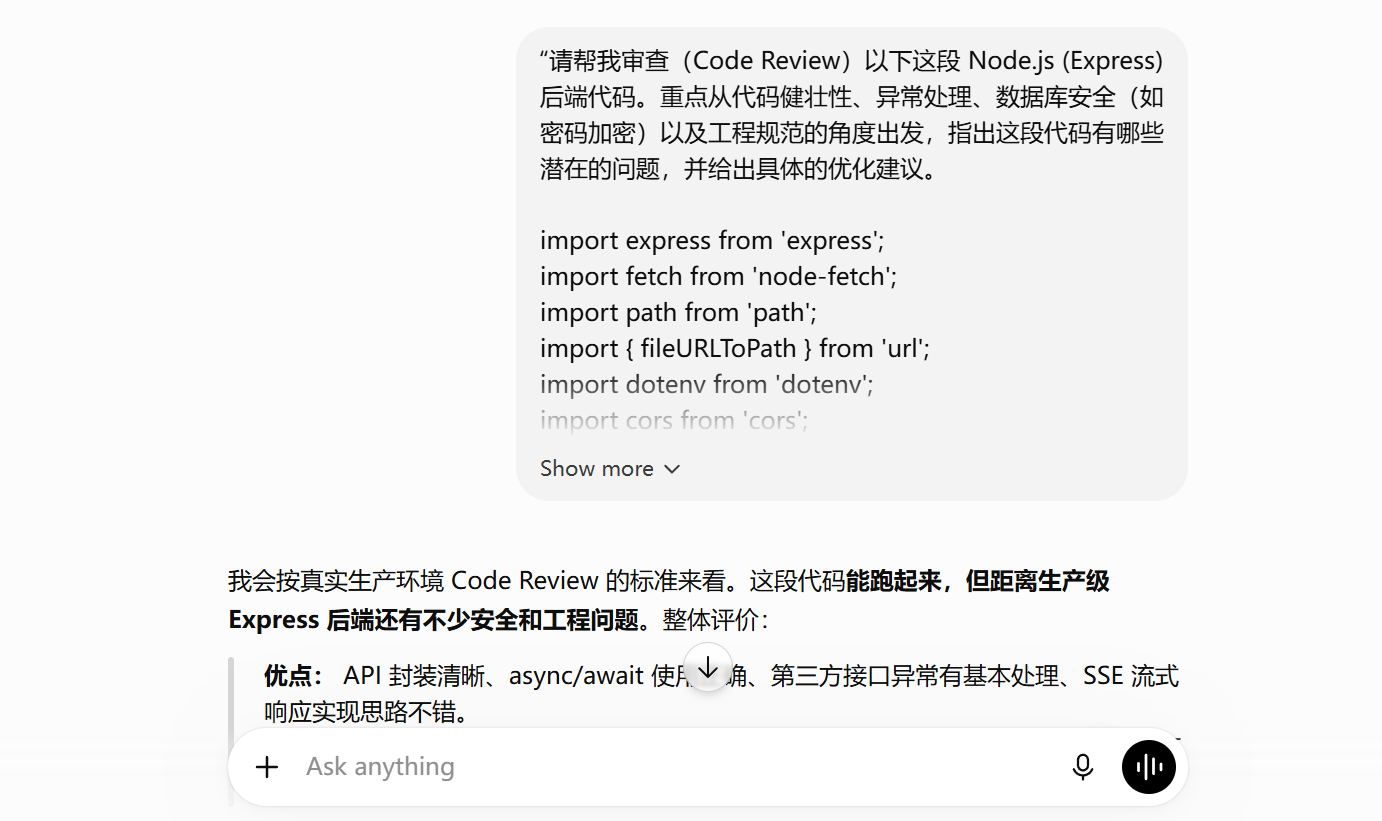 “请帮我审查（Code Review）以下这段 Node.js (Express)
后端代码。重点从代码健壮性、异常处理、数据库安全（如
密码加密）以及工程规范的角度出发，指出这段代码有哪些
潜在的问题，并给出具体的优化建议。
import express from 'express';
import fetch from 'node-fetch';
import path from 'path';
import { fileURLToPath } from 'url';
import dotenv from 'dotenv';
import cors from 'cors';
Show more
我会按真实生产环境 Code Review 的标准来看。这段代码能跑起来，但距离生产级
Express 后端还有不少安全和工程问题。整体评价：
优点： API 封装清晰、async/await 使用 确、第三方接口异常有基本处理、SSE 流式
响应实现思路不错。
Ask anything